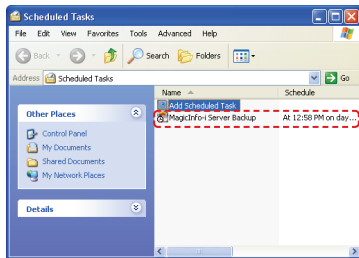 Scheduled Tasks
File Edit View Favorites Tools Advanced Help
Back Search Folders
Address Scheduled Tasks Go
Name Schedule
Add Scheduled Task
MagicInfo-i Server Backup At 12:58 PM on day...
Other Places
Control Panel
My Documents
Shared Documents
My Network Places
Details